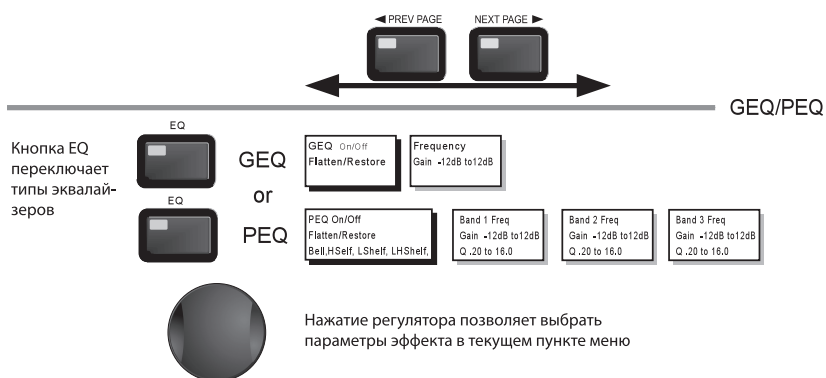 ◄ PREV PAGE NEXT PAGE ►
GEQ/PEQ
Кнопка EQ
переключает
типы эквалай-
зеров
EQ
GEQ
or
EQ
PEQ
GEQ On/Off
Flatten/Restore
Frequency
Gain -12dB to12dB
PEQ On/Off
Flatten/Restore
Bell,HSelf, LShelf, LHShelf,
Band 1 Freq
Gain -12dB to12dB
Q .20 to 16.0
Band 2 Freq
Gain -12dB to12dB
Q .20 to 16.0
Band 3 Freq
Gain -12dB to12dB
Q .20 to 16.0
Нажатие регулятора позволяет выбрать
параметры эффекта в текущем пункте меню